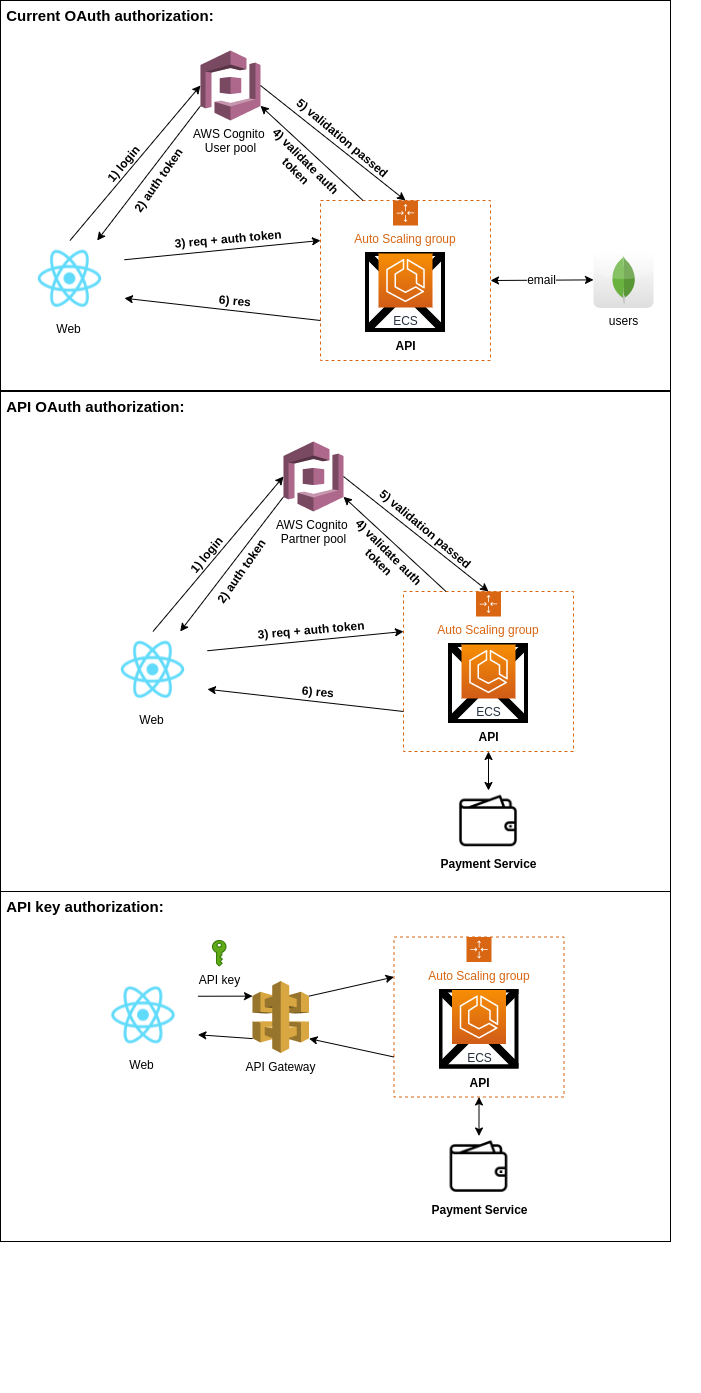 Current OAuth authorization:
AWS Cognito
User pool
1) login
2) auth token
5) validation passed
4) validate auth
token
3) req + auth token
6) res
Web
Auto Scaling group
ECS
API
email
users
API OAuth authorization:
AWS Cognito
Partner pool
1) login
2) auth token
5) validation passed
4) validate auth
token
3) req + auth token
6) res
Web
Auto Scaling group
ECS
API
Payment Service
API key authorization:
API key
Web
API Gateway
Auto Scaling group
ECS
API
Payment Service